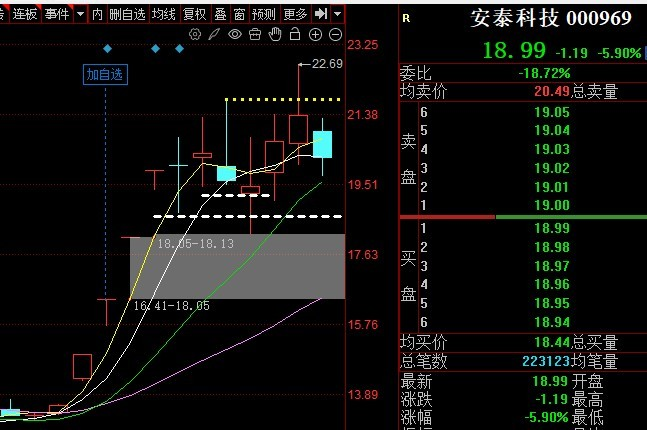 连板 事件 内 删自选 均线 复权 叠 窗 预测 更多
加自选
22.69
18.05-18.13
16.41-18.05
23.25
21.38
19.51
17.63
15.76
13.89
R 安泰科技 000969
18.99 -1.19 -5.90%
委比 -18.72%
均卖价 20.49 总卖量
卖盘
6 19.05
5 19.04
4 19.03
3 19.02
2 19.01
1 19.00
买盘
1 18.99
2 18.98
3 18.97
4 18.96
5 18.95
6 18.94
均买价 18.44 总买量
总笔数 223123 均笔量
最新 18.99 开盘
涨跌 -1.19 最高
涨幅 -5.90% 最低